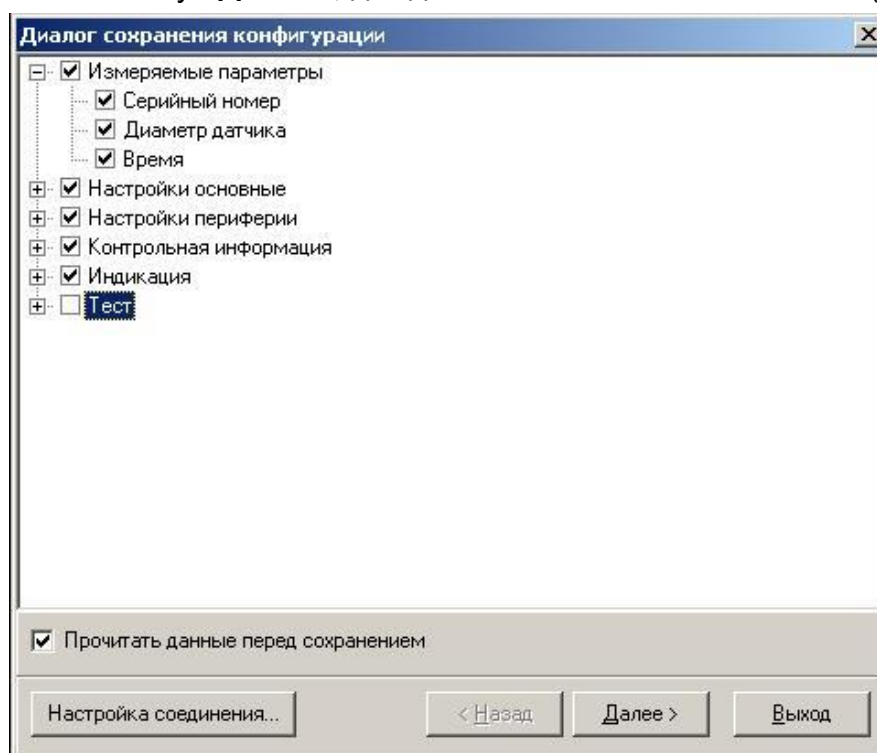 Диалог сохранения конфигурации
Измеряемые параметры
Серийный номер
Диаметр датчика
Время
Настройки основные
Настройки периферии
Контрольная информация
Индикация
Тест
Прочитать данные перед сохранением
Настройка соединения... < Назад Далее > Выход